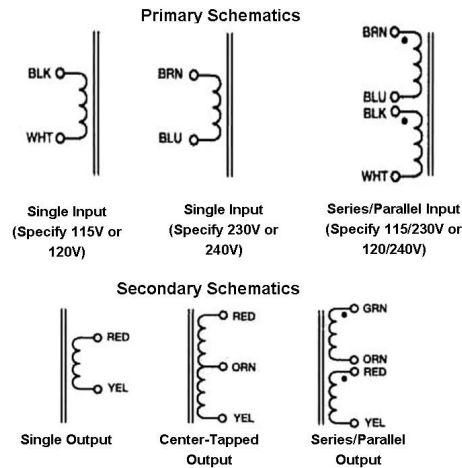 Primary Schematics
BLK
WHT
BRN
BLU
BRN
BLU
BLK
WHT
Single Input
(Specify 115V or
120V)
Single Input
(Specify 230V or
240V)
Series/Parallel Input
(Specify 115/230V or
120/240V)
Secondary Schematics
RED
YEL
RED
ORN
YEL
GRN
ORN
RED
YEL
Single Output
Center-Tapped
Output
Series/Parallel
Output